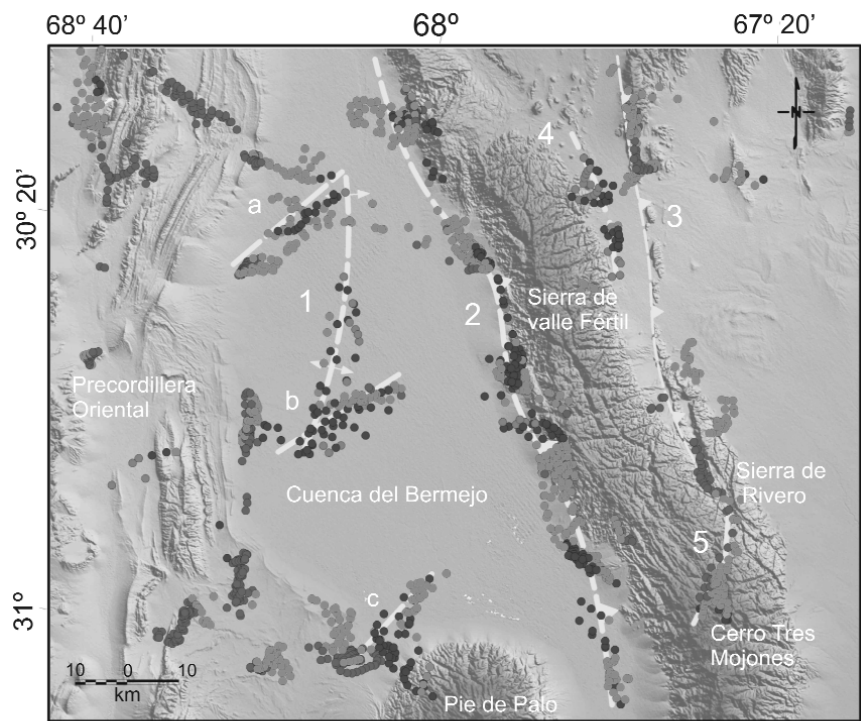 68º 40’
68º
67º 20’
N
4
30º 20’
a
3
1
2
Sierra de
valle Fértil
Precordillera
Oriental
b
Cuenca del Bermejo
Sierra de
Rivero
5
31º
c
Cerro Tres
Mojones
10 0 10
km
Pie de Palo